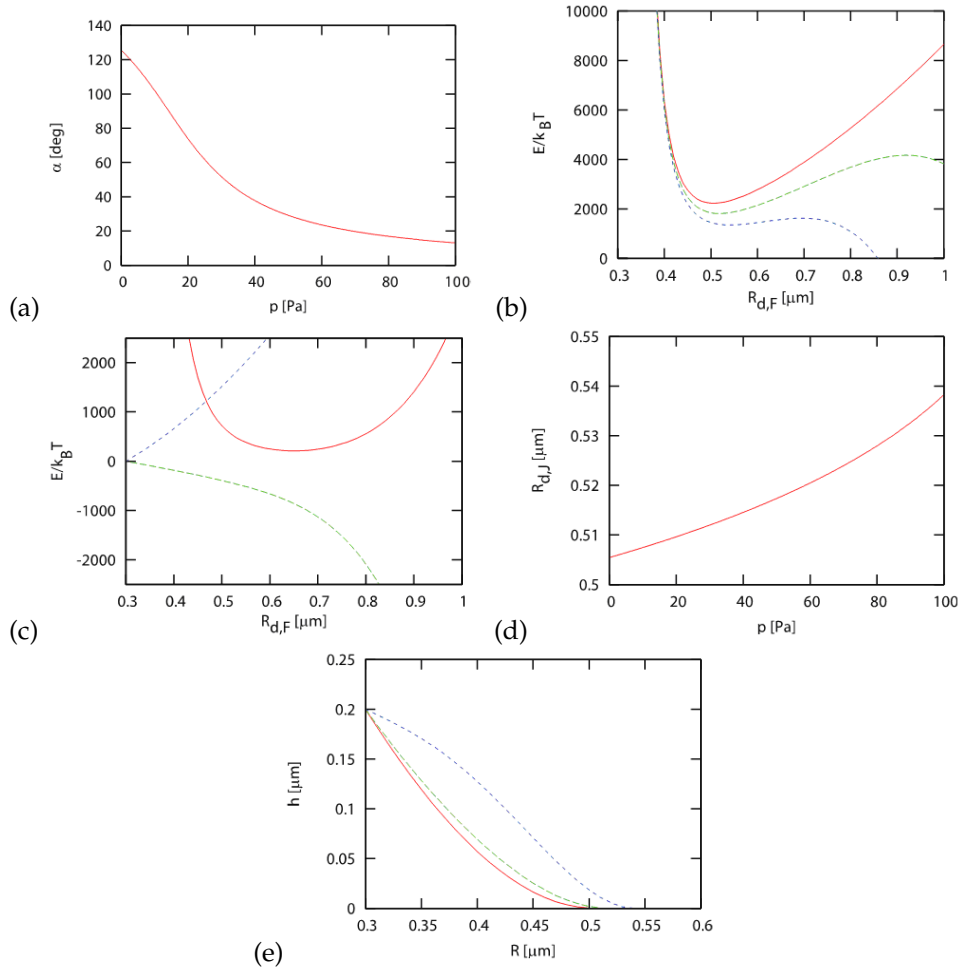 140
120
100
80
60
40
20
0
α [deg]
0 20 40 60 80 100
p [Pa]
(a)
10000
8000
6000
4000
2000
0
E/k_BT
0.3 0.4 0.5 0.6 0.7 0.8 0.9 1
R_d,F [μm]
(b)
2000
1000
0
-1000
-2000
E/k_BT
0.3 0.4 0.5 0.6 0.7 0.8 0.9 1
R_d,F [μm]
(c)
0.55
0.54
0.53
0.52
0.51
0.5
R_d,J [μm]
0 20 40 60 80 100
p [Pa]
(d)
0.25
0.2
0.15
0.1
0.05
0
h [μm]
0.3 0.35 0.4 0.45 0.5 0.55 0.6
R [μm]
(e)